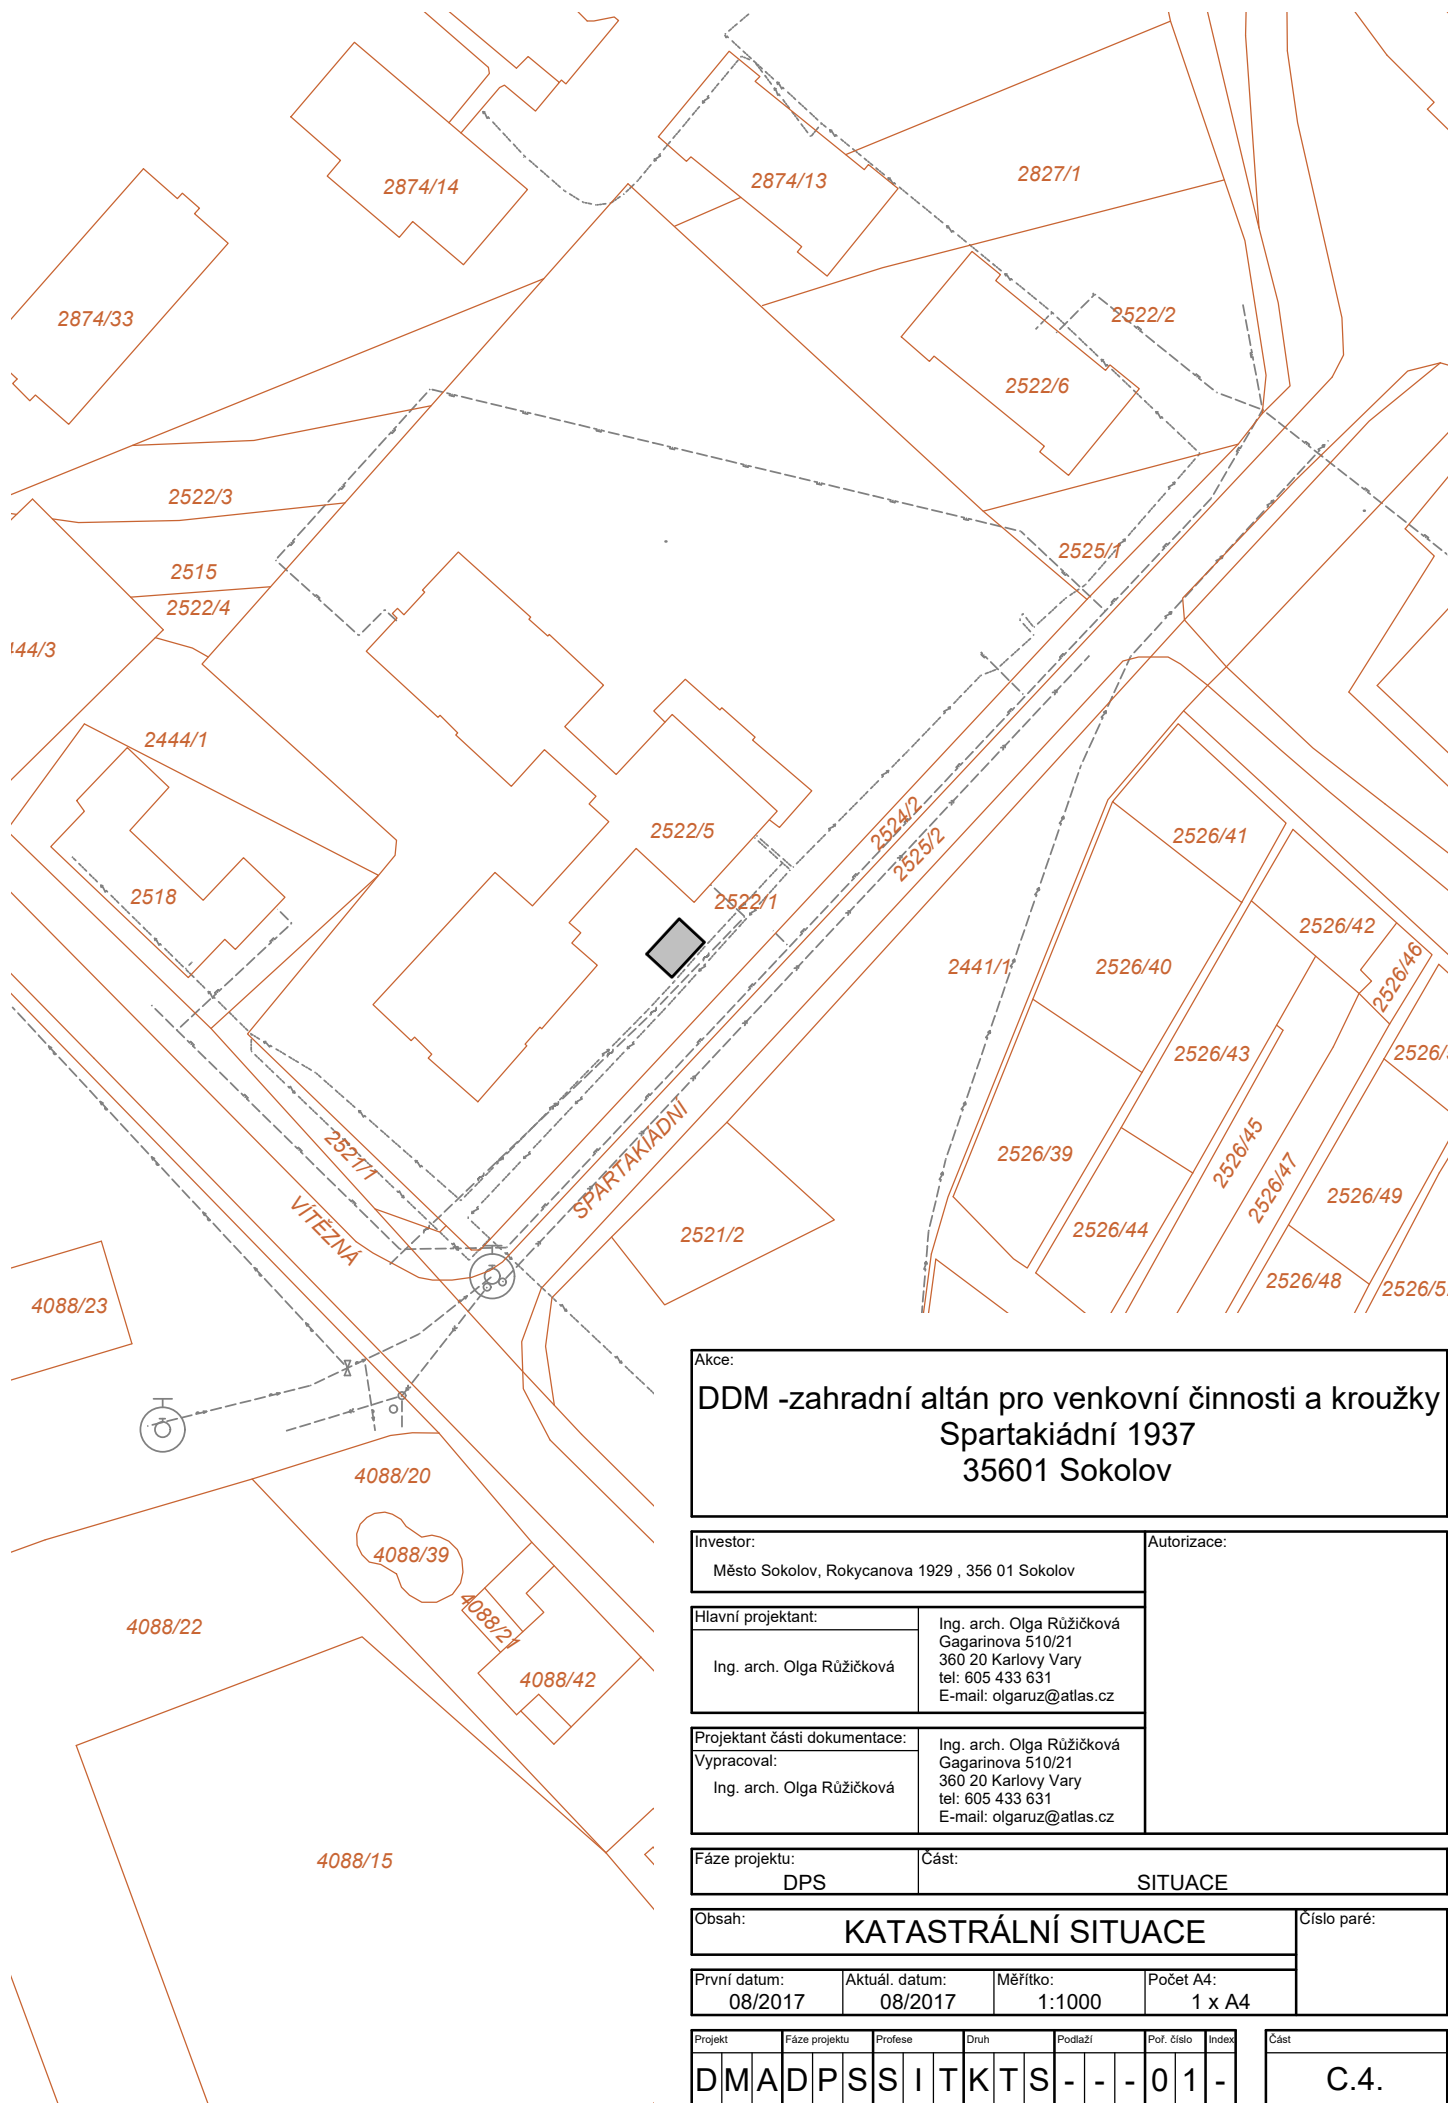 2874/14
2874/13
2827/1
2874/33
2522/2
2522/6
2522/3
2525/1
2515
2522/4
2444/1
2524/2
2525/2
2522/5
2526/41
2518
2522/1
2526/42
2441/1
2526/40
2526/46
2526/43
2521/1
SPARTAKIÁDNÍ
2526/39
2526/45
2526/47
2526/49
VÍTĚZNÁ
2521/2
2526/44
2526/48
4088/23
4088/20
4088/39
4088/21
4088/22
4088/42
4088/15
Akce:
DDM -zahradní altán pro venkovní činnosti a kroužky
Spartakiádní 1937
35601 Sokolov
Investor:
Město Sokolov, Rokycanova 1929 , 356 01 Sokolov
Autorizace:
Hlavní projektant:
Ing. arch. Olga Růžičková
Ing. arch. Olga Růžičková
Gagarinova 510/21
360 20 Karlovy Vary
tel: 605 433 631
E-mail: olgaruz@atlas.cz
Projektant části dokumentace:
Vypracoval:
Ing. arch. Olga Růžičková
Ing. arch. Olga Růžičková
Gagarinova 510/21
360 20 Karlovy Vary
tel: 605 433 631
E-mail: olgaruz@atlas.cz
Fáze projektu:
DPS
Část:
SITUACE
Obsah:
KATASTRÁLNÍ SITUACE
Číslo paré:
První datum:
08/2017
Aktuál. datum:
08/2017
Měřítko:
1:1000
Počet A4:
1 x A4
Projekt Fáze projektu Profese Druh Podlaží Poř. číslo Index
D M A D P S S I T K T S - - - 0 1 -
Část
C.4.